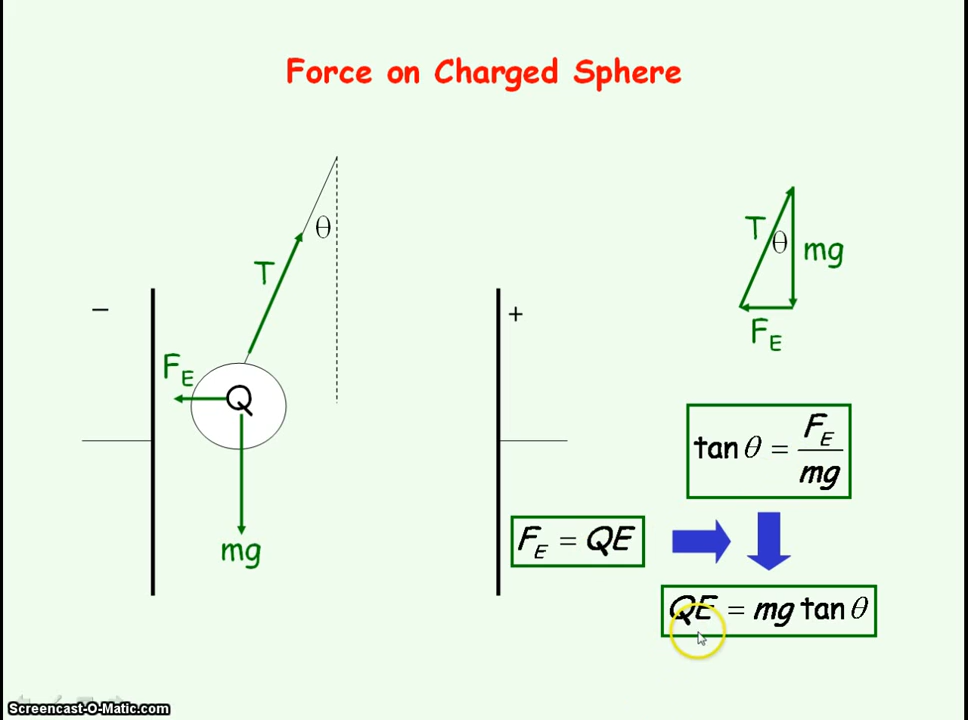 Force on Charged Sphere
θ
T
− +
F_E
Q
mg
T θ mg
F_E
tan θ = F_E / mg
F_E = QE
QE = mg tan θ
Screencast-O-Matic.com